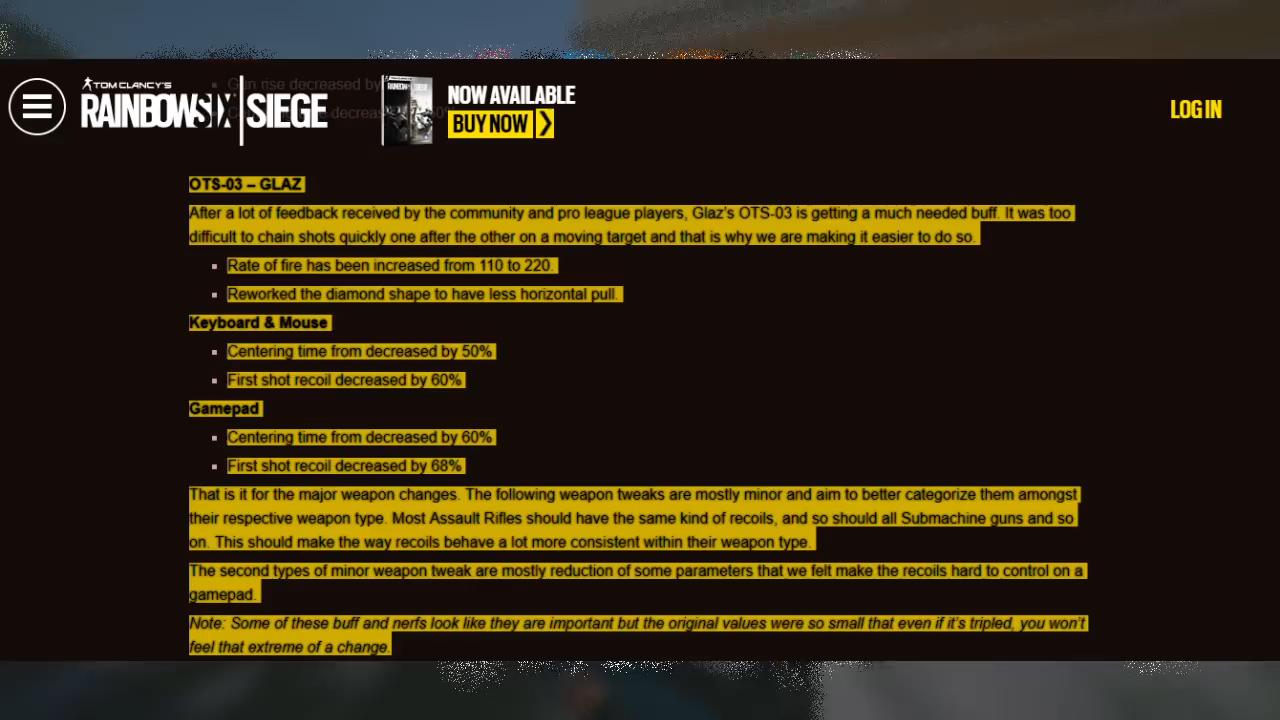 Gun rise decreased by
TOM CLANCY'S
RAINBOWSIX | SIEGE
NOW AVAILABLE
BUY NOW
LOG IN
OTS-03 – GLAZ
After a lot of feedback received by the community and pro league players, Glaz's OTS-03 is getting a much needed buff. It was too
difficult to chain shots quickly one after the other on a moving target and that is why we are making it easier to do so.
Rate of fire has been increased from 110 to 220.
Reworked the diamond shape to have less horizontal pull.
Keyboard & Mouse
Centering time from decreased by 50%
First shot recoil decreased by 60%
Gamepad
Centering time from decreased by 60%
First shot recoil decreased by 68%
That is it for the major weapon changes. The following weapon tweaks are mostly minor and aim to better categorize them amongst
their respective weapon type. Most Assault Rifles should have the same kind of recoils, and so should all Submachine guns and so
on. This should make the way recoils behave a lot more consistent within their weapon type.
The second types of minor weapon tweak are mostly reduction of some parameters that we felt make the recoils hard to control on a
gamepad.
Note: Some of these buff and nerfs look like they are important but the original values were so small that even if it's tripled, you won't
feel that extreme of a change.